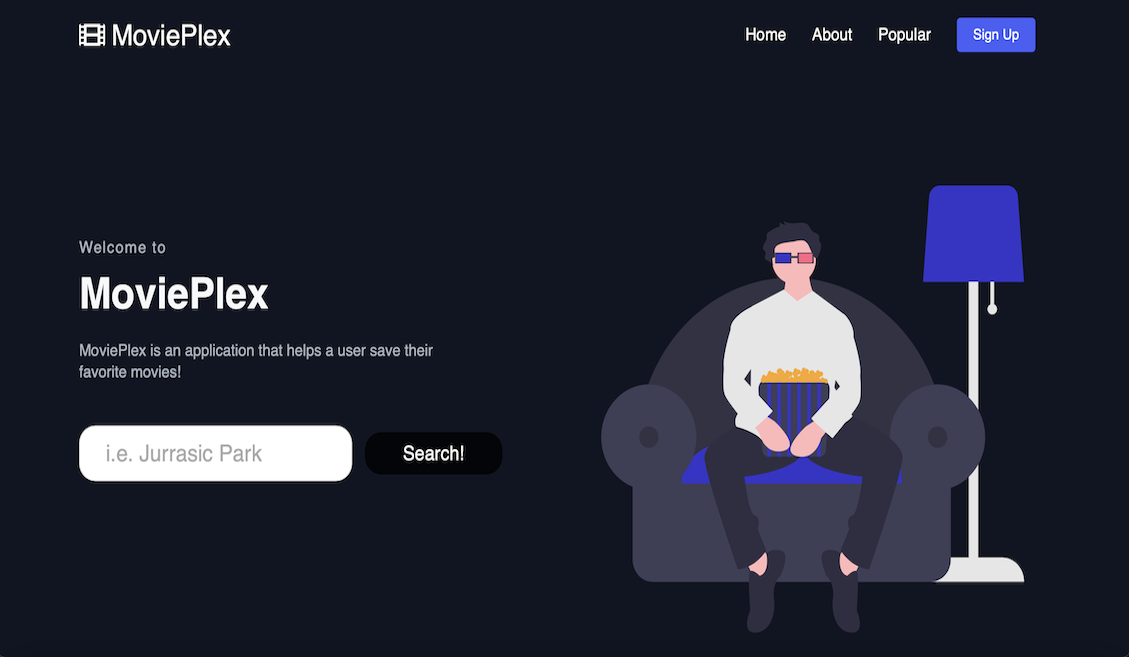 MoviePlex
Home About Popular Sign Up
Welcome to
MoviePlex
MoviePlex is an application that helps a user save their
favorite movies!
i.e. Jurrasic Park
Search!